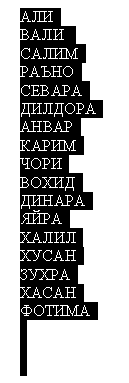 АЛИ
ВАЛИ
САЛИМ
РАЪНО
СЕВАРА
ДИЛДОРА
АНВАР
КАРИМ
ЧОРИ
ВОХИД
ДИНАРА
ЯЙРА
ХАЛИЛ
ХУСАН
ЗУХРА
ХАСАН
ФОТИМА